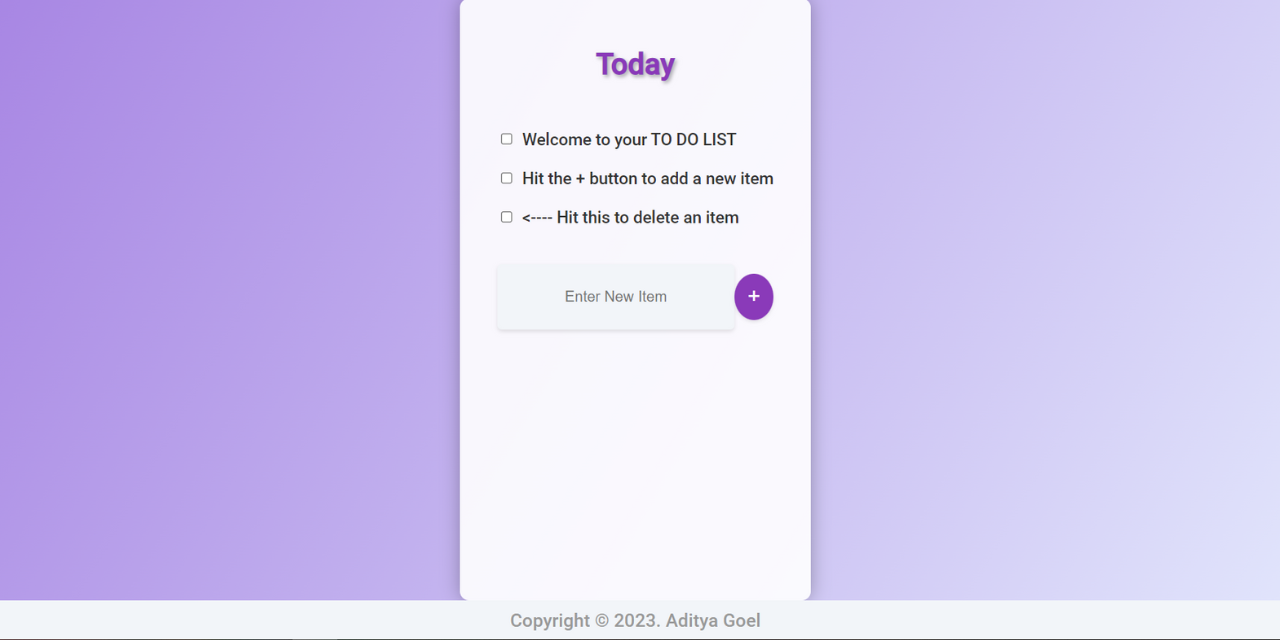 Today
Welcome to your TO DO LIST
Hit the + button to add a new item
<---- Hit this to delete an item
Enter New Item
+
Copyright © 2023. Aditya Goel